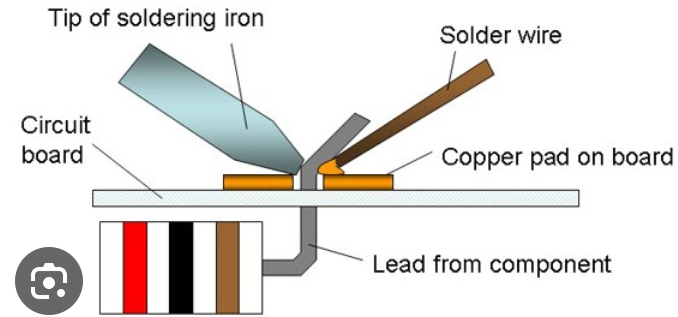 Tip of soldering iron
Solder wire
Circuit
board
Copper pad on board
Lead from component